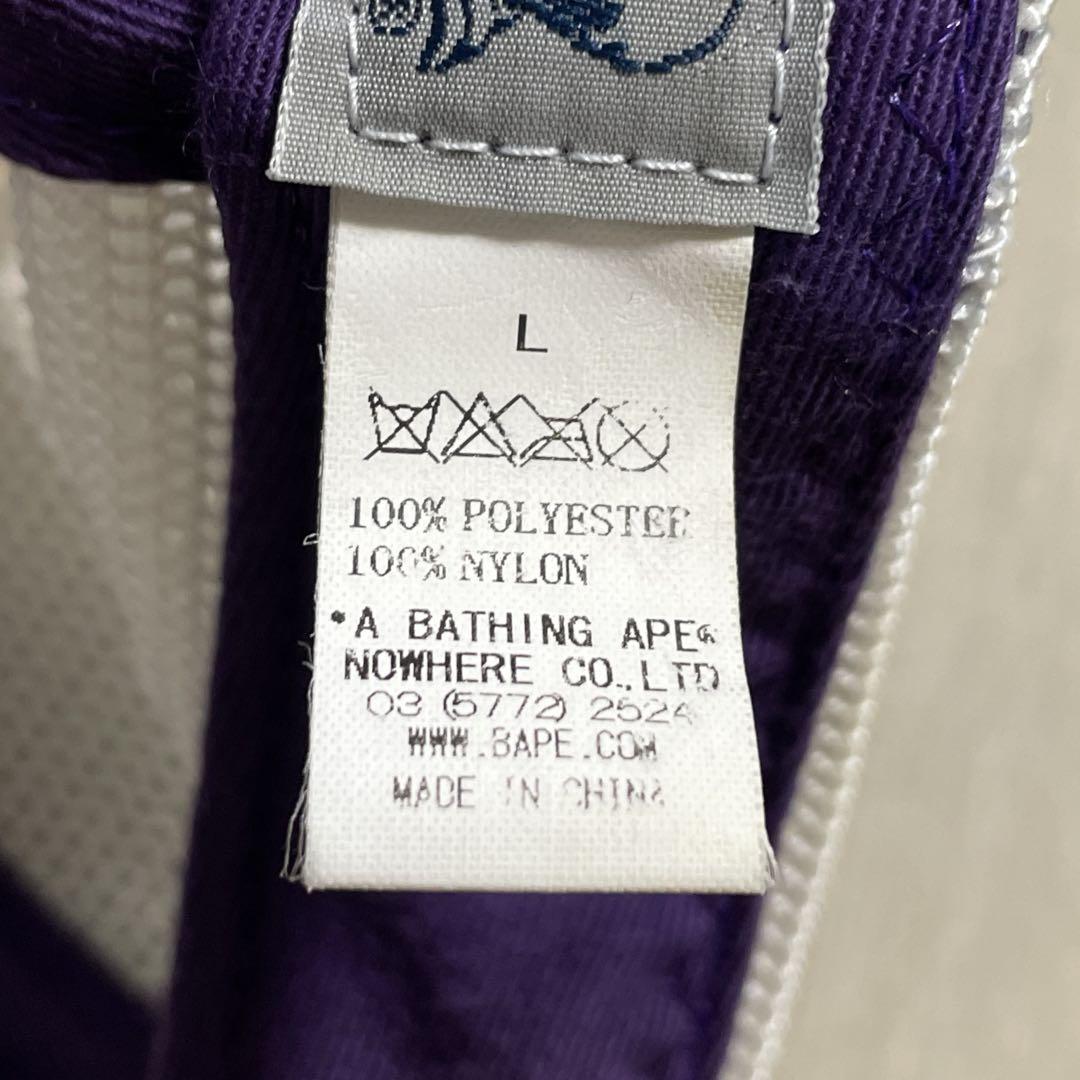 L
100% POLYESTER
100% NYLON
*A BATHING APE®
NOWHERE CO.,LTD
03 (5772) 2524
WWW.BAPE.COM
MADE IN CHINA